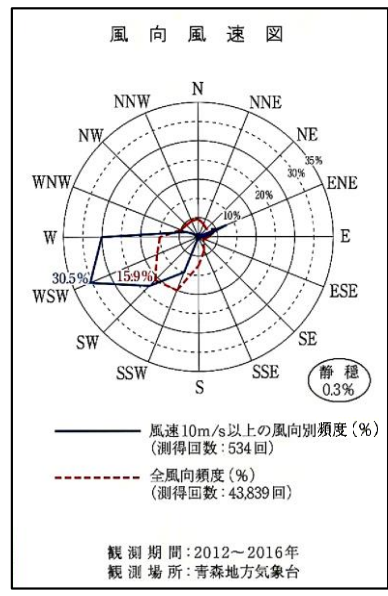 風向風速図
N
NNW
NNE
NW
NE
35%
30%
WNW
ENE
20%
10%
W
E
30.5%
15.9%
WSW
ESE
SW
SE
SSW
SSE
S
静穏
0.3%
風速10m/s以上の風向別頻度(%)
(測得回数:534回)
全風向頻度(%)
(測得回数:43,839回)
観測期間:2012~2016年
観測場所:青森地方気象台